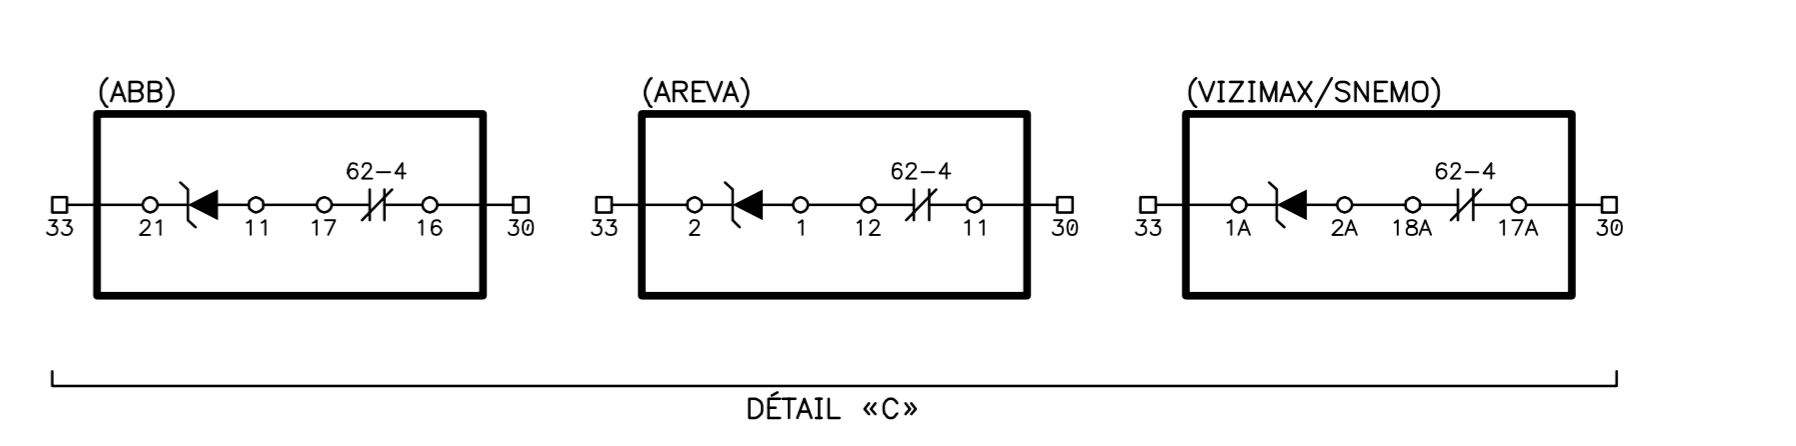 (ABB) (AREVA) (VIZIMAX/SNEMO)
62-4 62-4 62-4
33 21 11 17 16 30 33 2 1 12 11 30 33 1A 2A 18A 17A 30
DÉTAIL «C»